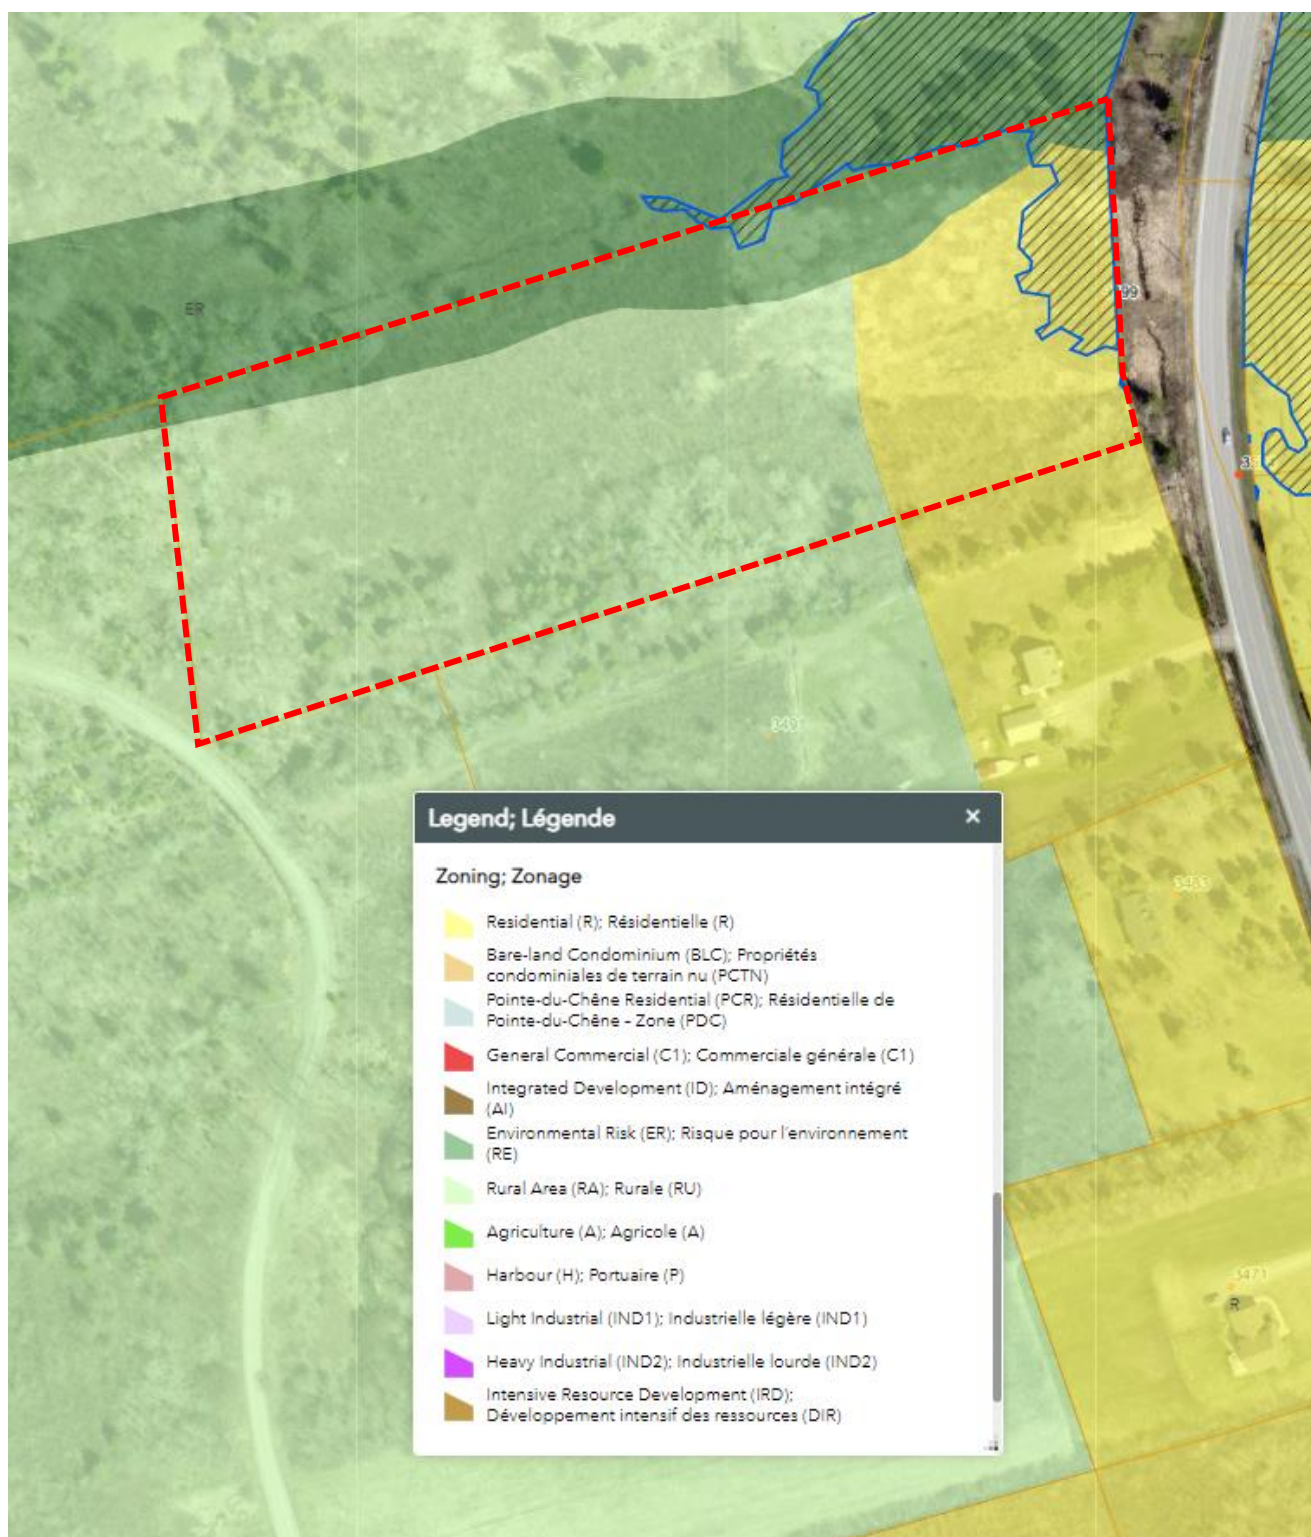 ER
99
35
3491
Legend; Légende
Zoning; Zonage
Residential (R); Résidentielle (R)
Bare-land Condominium (BLC); Propriétés
condominiales de terrain nu (PCTN)
Pointe-du-Chêne Residential (PCR); Résidentielle de
Pointe-du-Chêne - Zone (PDC)
General Commercial (C1); Commerciale générale (C1)
Integrated Development (ID); Aménagement intégré
(AI)
Environmental Risk (ER); Risque pour l'environnement
(RE)
Rural Area (RA); Rurale (RU)
Agriculture (A); Agricole (A)
Harbour (H); Portuaire (P)
Light Industrial (IND1); Industrielle légère (IND1)
Heavy Industrial (IND2); Industrielle lourde (IND2)
Intensive Resource Development (IRD);
Développement intensif des ressources (DIR)
3483
3471
R